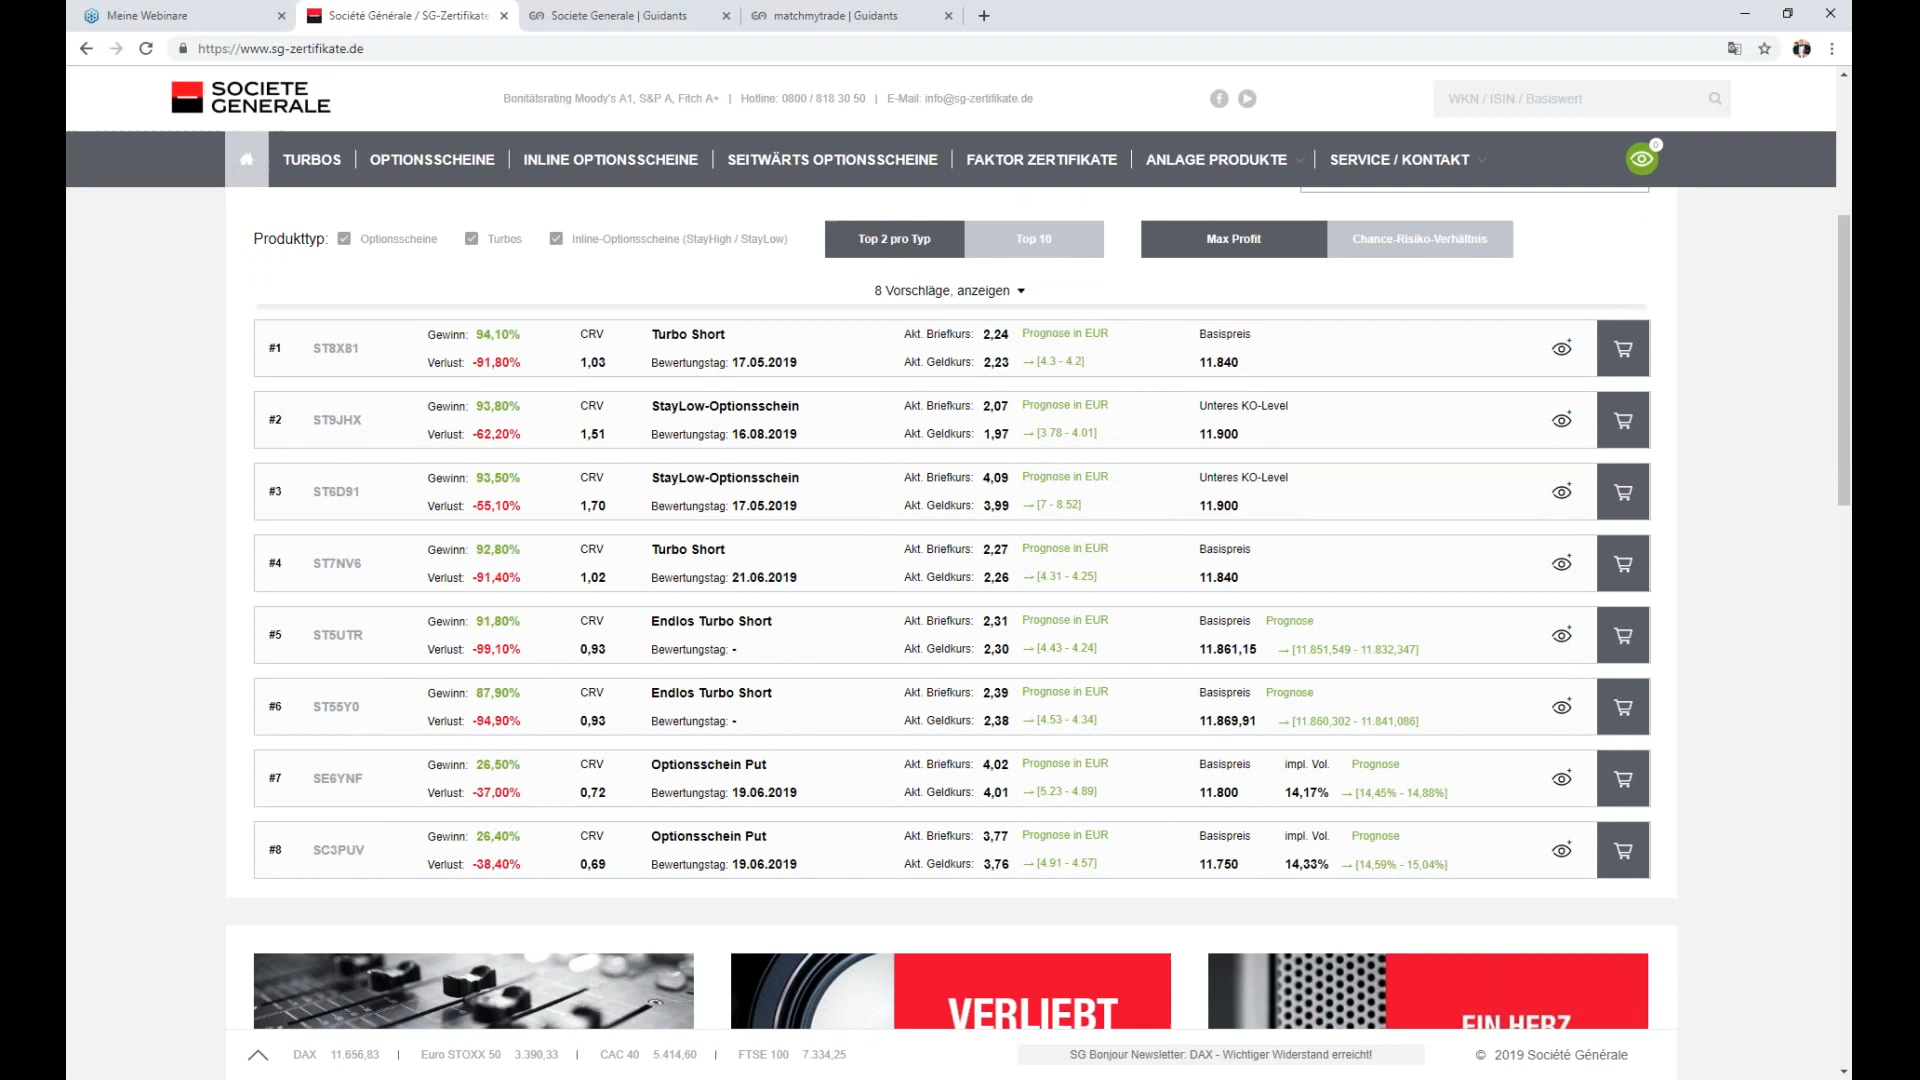 Meine Webinare
Société Générale / SG-Zertifikate
Societe Generale | Guidants
matchmytrade | Guidants
https://www.sg-zertifikate.de
SOCIETE
GENERALE
Bonitätsrating Moody's A1, S&P A, Fitch A+ | Hotline: 0800 / 818 30 50 | E-Mail: info@sg-zertifikate.de
WKN / ISIN / Basiswert
TURBOS | OPTIONSSCHEINE | INLINE OPTIONSSCHEINE | SEITWÄRTS OPTIONSSCHEINE | FAKTOR ZERTIFIKATE | ANLAGE PRODUKTE | SERVICE / KONTAKT
0
Produkttyp: Optionsscheine Turbos Inline-Optionsscheine (StayHigh / StayLow) Top 2 pro Typ Top 10 Max Profit Chance-Risiko-Verhältnis
8 Vorschläge, anzeigen
#1 ST8X81
Gewinn: 94,10% CRV Turbo Short Akt. Briefkurs: 2,24 Prognose in EUR Basispreis
Verlust: -91,80% 1,03 Bewertungstag: 17.05.2019 Akt. Geldkurs: 2,23 → [4.3 - 4.2] 11.840
#2 ST9JHX
Gewinn: 93,80% CRV StayLow-Optionsschein Akt. Briefkurs: 2,07 Prognose in EUR Unteres KO-Level
Verlust: -62,20% 1,51 Bewertungstag: 16.08.2019 Akt. Geldkurs: 1,97 → [3.78 - 4.01] 11.900
#3 ST6D91
Gewinn: 93,50% CRV StayLow-Optionsschein Akt. Briefkurs: 4,09 Prognose in EUR Unteres KO-Level
Verlust: -55,10% 1,70 Bewertungstag: 17.05.2019 Akt. Geldkurs: 3,99 → [7 - 8.52] 11.900
#4 ST7NV6
Gewinn: 92,80% CRV Turbo Short Akt. Briefkurs: 2,27 Prognose in EUR Basispreis
Verlust: -91,40% 1,02 Bewertungstag: 21.06.2019 Akt. Geldkurs: 2,26 → [4.31 - 4.25] 11.840
#5 ST5UTR
Gewinn: 91,80% CRV Endlos Turbo Short Akt. Briefkurs: 2,31 Prognose in EUR Basispreis Prognose
Verlust: -99,10% 0,93 Bewertungstag: - Akt. Geldkurs: 2,30 → [4.43 - 4.24] 11.861,15 → [11.851,549 - 11.832,347]
#6 ST55Y0
Gewinn: 87,90% CRV Endlos Turbo Short Akt. Briefkurs: 2,39 Prognose in EUR Basispreis Prognose
Verlust: -94,90% 0,93 Bewertungstag: - Akt. Geldkurs: 2,38 → [4.53 - 4.34] 11.869,91 → [11.860,302 - 11.841,086]
#7 SE6YNF
Gewinn: 26,50% CRV Optionsschein Put Akt. Briefkurs: 4,02 Prognose in EUR Basispreis impl. Vol. Prognose
Verlust: -37,00% 0,72 Bewertungstag: 19.06.2019 Akt. Geldkurs: 4,01 → [5.23 - 4.89] 11.800 14,17% → [14,45% - 14,88%]
#8 SC3PUV
Gewinn: 26,40% CRV Optionsschein Put Akt. Briefkurs: 3,77 Prognose in EUR Basispreis impl. Vol. Prognose
Verlust: -38,40% 0,69 Bewertungstag: 19.06.2019 Akt. Geldkurs: 3,76 → [4.91 - 4.57] 11.750 14,33% → [14,59% - 15,04%]
VERLIEBT
EIN HERZ
DAX 11.656,83 | Euro STOXX 50 3.390,33 | CAC 40 5.414,60 | FTSE 100 7.334,25
SG Bonjour Newsletter: DAX - Wichtiger Widerstand erreicht!
© 2019 Société Générale